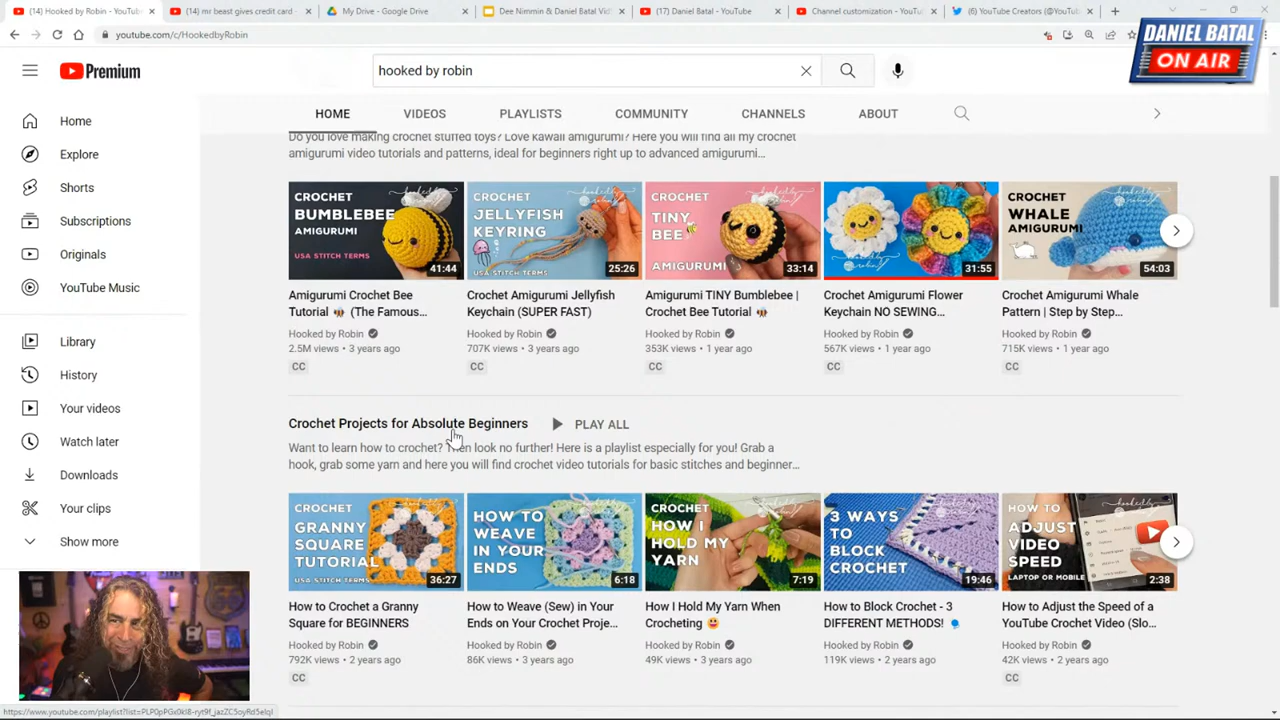 (14) Hooked by Robin - YouTube
(14) mr beast gives credit card
My Drive - Google Drive
Dee Nimmin & Daniel Batal Vid
(17) Daniel Batal - YouTube
Channel customization - YouTu
(6) YouTube Creators (@YouTu
youtube.com/c/HookedbyRobin
DANIEL BATAL
ON AIR
Premium
hooked by robin
HOME
VIDEOS
PLAYLISTS
COMMUNITY
CHANNELS
ABOUT
Home
Explore
Shorts
Subscriptions
Originals
YouTube Music
Library
History
Your videos
Watch later
Downloads
Your clips
Show more
Do you love making crochet stuffed toys? Love kawaii amigurumi? Here you will find all my crochet
amigurumi video tutorials and patterns, ideal for beginners right up to advanced amigurumi...
CROCHET
BUMBLEBEE
AMIGURUMI
USA STITCH TERMS
41:44
CROCHET
JELLYFISH
KEYRING
USA STITCH TERMS
25:26
CROCHET
TINY
BEE
AMIGURUMI
33:14
31:55
CROCHET
WHALE
AMIGURUMI
54:03
Amigurumi Crochet Bee
Tutorial 🐝 (The Famous...
Hooked by Robin
2.5M views • 3 years ago
CC
Crochet Amigurumi Jellyfish
Keychain (SUPER FAST)
Hooked by Robin
707K views • 3 years ago
CC
Amigurumi TINY Bumblebee |
Crochet Bee Tutorial 🐝
Hooked by Robin
353K views • 1 year ago
CC
Crochet Amigurumi Flower
Keychain NO SEWING...
Hooked by Robin
567K views • 1 year ago
CC
Crochet Amigurumi Whale
Pattern | Step by Step...
Hooked by Robin
715K views • 1 year ago
CC
Crochet Projects for Absolute Beginners
PLAY ALL
Want to learn how to crochet? Then look no further! Here is a playlist especially for you! Grab a
hook, grab some yarn and here you will find crochet video tutorials for basic stitches and beginner...
CROCHET
GRANNY
SQUARE
TUTORIAL
USA STITCH TERMS
36:27
HOW TO
WEAVE
IN YOUR
ENDS
6:18
CROCHET
HOW I
HOLD MY
YARN
7:19
3 WAYS
TO
BLOCK
CROCHET
19:46
HOW TO
ADJUST
VIDEO
SPEED
LAPTOP OR MOBILE
2:38
How to Crochet a Granny
Square for BEGINNERS
Hooked by Robin
792K views • 2 years ago
CC
How to Weave (Sew) in Your
Ends on Your Crochet Proje...
Hooked by Robin
86K views • 3 years ago
How I Hold My Yarn When
Crocheting 😃
Hooked by Robin
49K views • 3 years ago
How to Block Crochet - 3
DIFFERENT METHODS! 🧶
Hooked by Robin
119K views • 2 years ago
How to Adjust the Speed of a
YouTube Crochet Video (Slo...
Hooked by Robin
42K views • 2 years ago
CC